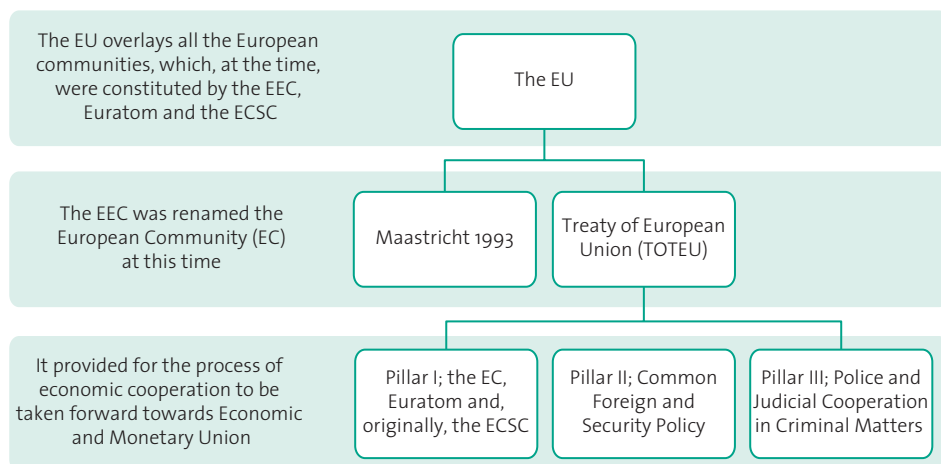 The EU overlays all the European
communities, which, at the time,
were constituted by the EEC,
Euratom and the ECSC
The EU
The EEC was renamed the
European Community (EC)
at this time
Maastricht 1993
Treaty of European
Union (TOTEU)
It provided for the process of
economic cooperation to be
taken forward towards Economic
and Monetary Union
Pillar I; the EC,
Euratom and,
originally, the ECSC
Pillar II; Common
Foreign and
Security Policy
Pillar III; Police and
Judicial Cooperation
in Criminal Matters